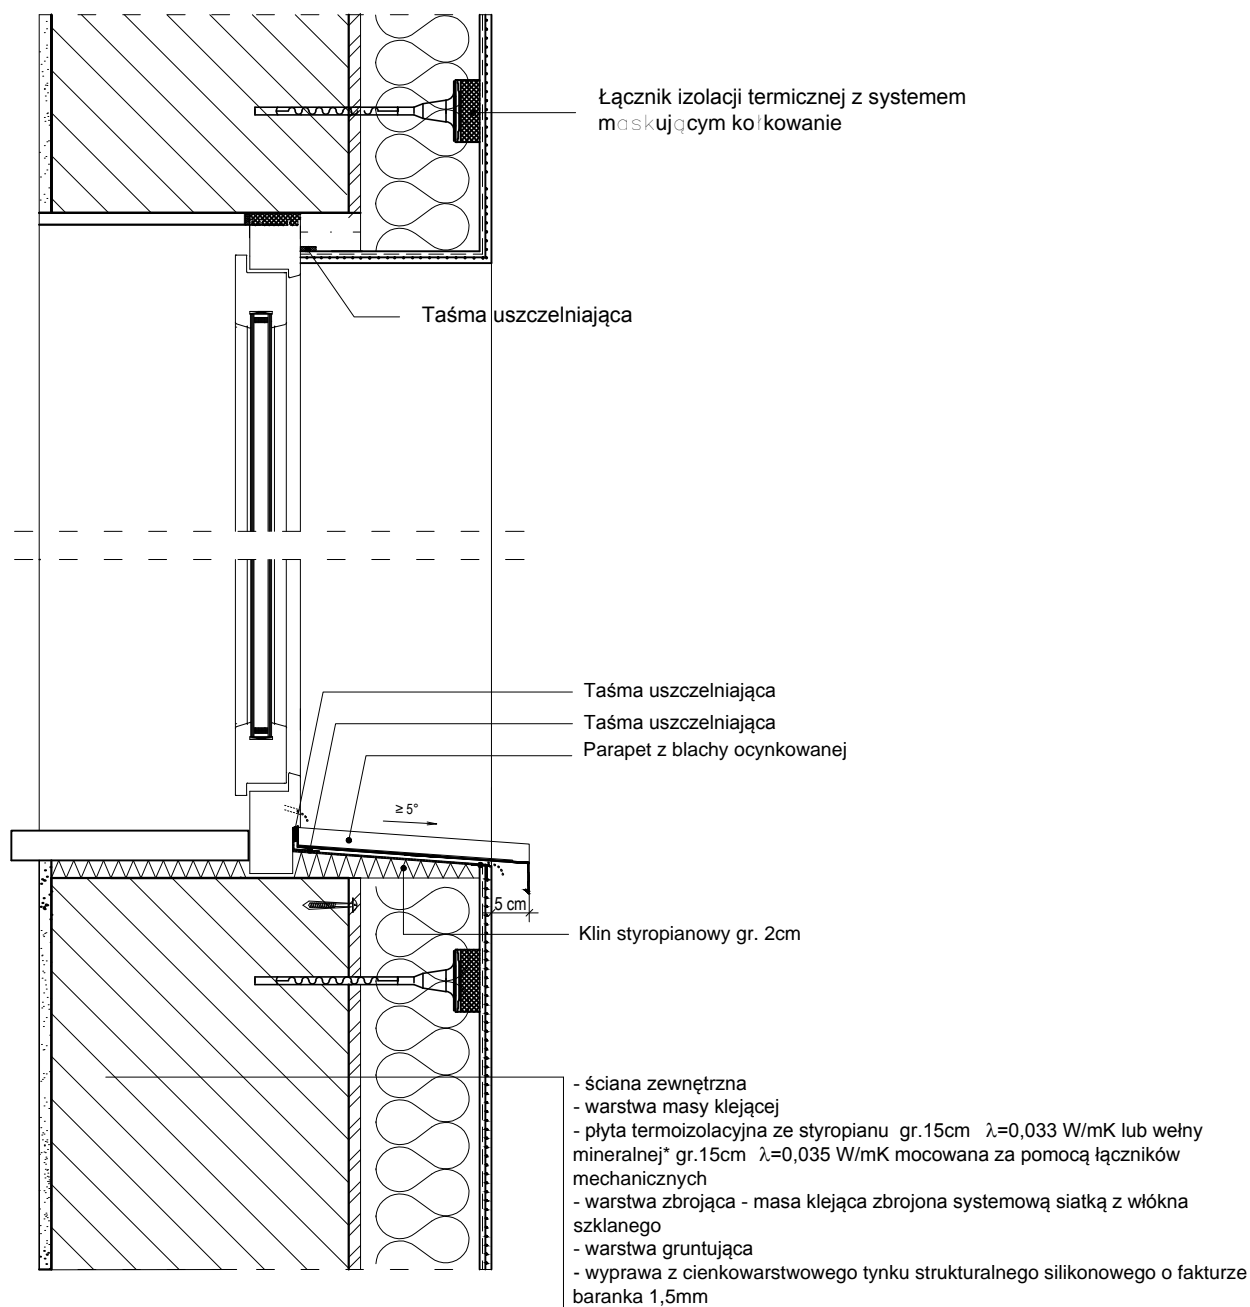 Łącznik izolacji termicznej z systemem
maskującym kołkowanie
Taśma uszczelniająca
Taśma uszczelniająca
Taśma uszczelniająca
Parapet z blachy ocynkowanej
≥ 5°
5 cm
Klin styropianowy gr. 2cm
- ściana zewnętrzna
- warstwa masy klejącej
- płyta termoizolacyjna ze styropianu gr.15cm λ=0,033 W/mK lub wełny
mineralnej* gr.15cm λ=0,035 W/mK mocowana za pomocą łączników
mechanicznych
- warstwa zbrojąca - masa klejąca zbrojona systemową siatką z włókna
szklanego
- warstwa gruntująca
- wyprawa z cienkowarstwowego tynku strukturalnego silikonowego o fakturze
baranka 1,5mm